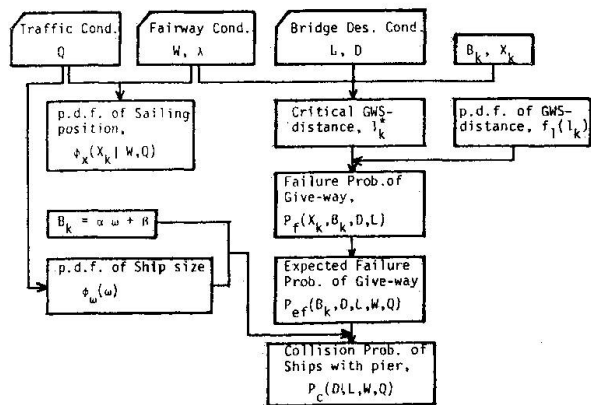 Traffic Cond.
Q
Fairway Cond.
W, λ
Bridge Des. Cond.
L, D
B_k, X_k
p.d.f. of Sailing
position,
φ_x(X_k | W,Q)
Critical GWS-
distance, l*_k
p.d.f. of GWS-
distance, f_l(l_k)
Failure Prob.of
Give-way,
P_f(X_k,B_k,D,L)
B_k = α ω + β
p.d.f. of Ship size
φ_ω(ω)
Expected Failure
Prob. of Give-way
P_ef(B_k,D,L,W,Q)
Collision Prob. of
Ships with pier,
P_c(D,L,W,Q)